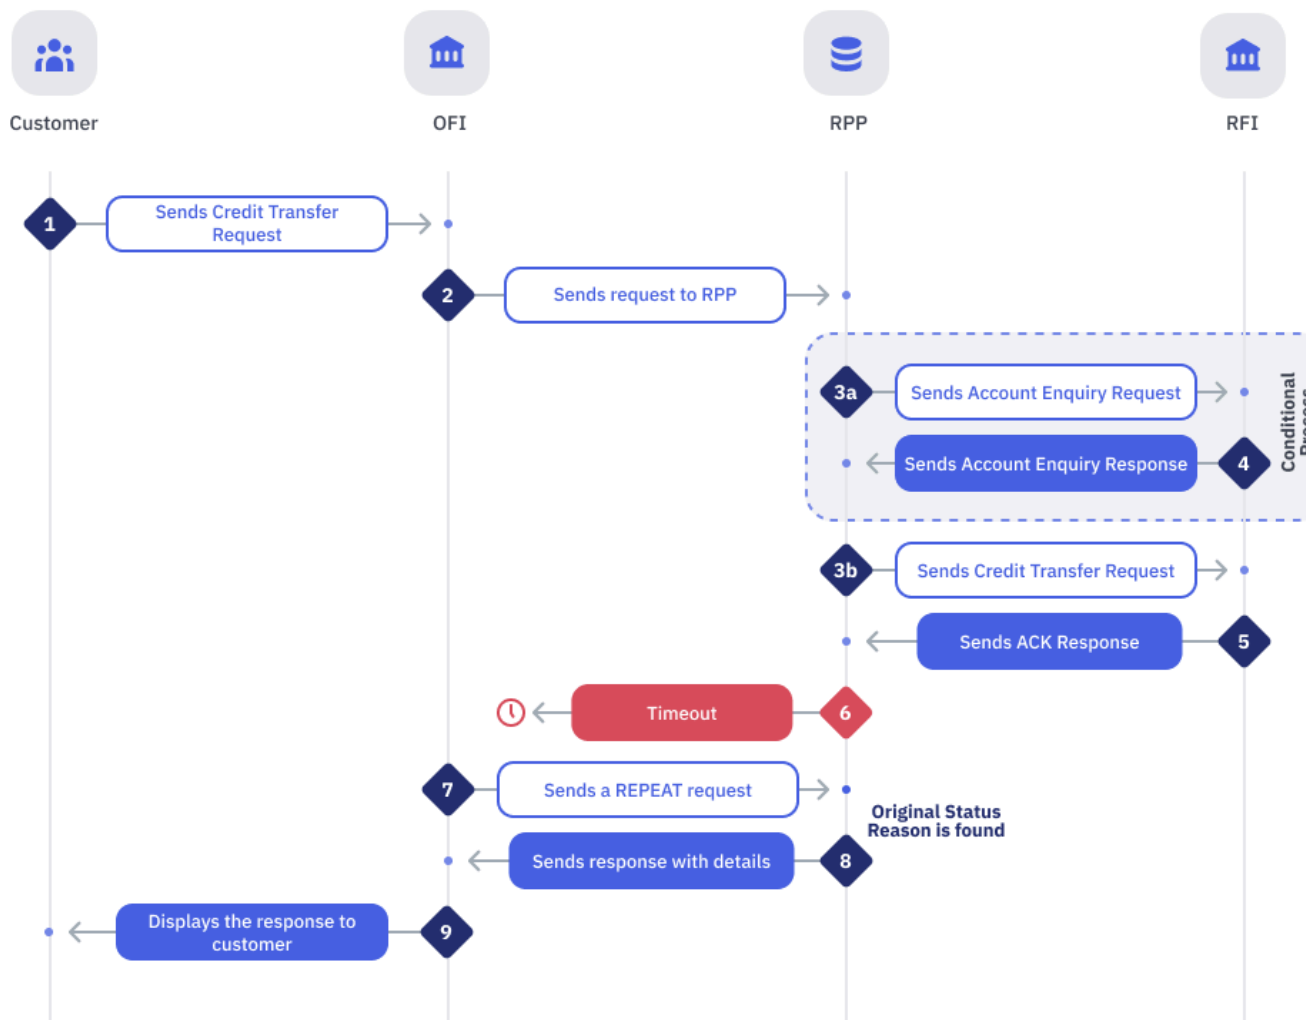 Customer
OFI
RPP
RFI
1
Sends Credit Transfer
Request
2
Sends request to RPP
3a
Sends Account Enquiry Request
Conditional
Sends Account Enquiry Response
4
3b
Sends Credit Transfer Request
Sends ACK Response
5
Timeout
6
7
Sends a REPEAT request
Original Status
Reason is found
Sends response with details
8
Displays the response to
customer
9